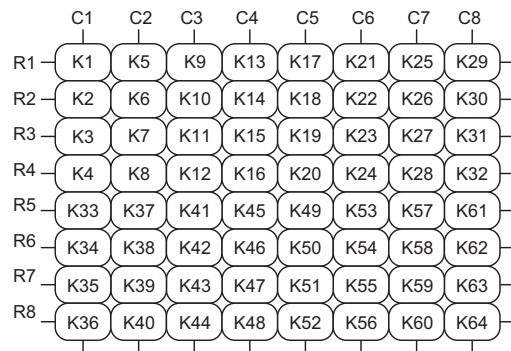 C1 C2 C3 C4 C5 C6 C7 C8
R1 K1 K5 K9 K13 K17 K21 K25 K29
R2 K2 K6 K10 K14 K18 K22 K26 K30
R3 K3 K7 K11 K15 K19 K23 K27 K31
R4 K4 K8 K12 K16 K20 K24 K28 K32
R5 K33 K37 K41 K45 K49 K53 K57 K61
R6 K34 K38 K42 K46 K50 K54 K58 K62
R7 K35 K39 K43 K47 K51 K55 K59 K63
R8 K36 K40 K44 K48 K52 K56 K60 K64